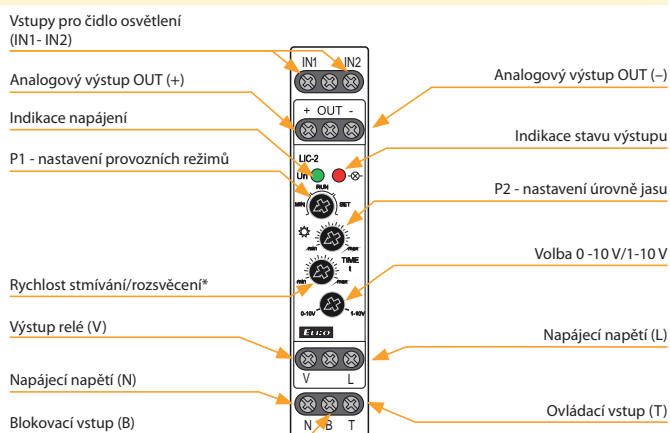 Vstupy pro čidlo osvětlení
(IN1- IN2)
Analogový výstup OUT (+)
Indikace napájení
P1 - nastavení provozních režimů
Rychlost stmívání/rozsvěcení*
Výstup relé (V)
Napájecí napětí (N)
Blokovací vstup (B)
IN1 IN2
+ OUT -
LIC-2
Un
RUN
MIN SET
min max
TIME
t
min max
0-10V 1-10V
ELKO
V L
N B T
Analogový výstup OUT (–)
Indikace stavu výstupu
P2 - nastavení úrovně jasu
Volba 0 -10 V/1-10 V
Napájecí napětí (L)
Ovládací vstup (T)